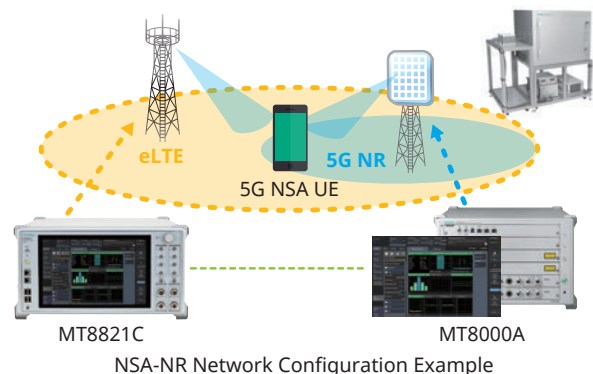 eLTE
5G NR
5G NSA UE
MT8821C
MT8000A
NSA-NR Network Configuration Example